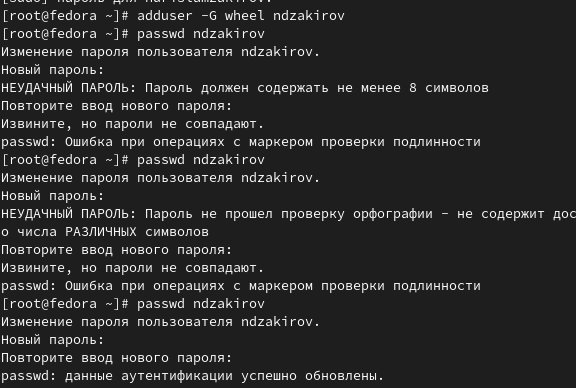 [root@fedora ~]# adduser -G wheel ndzakirov
[root@fedora ~]# passwd ndzakirov
Изменение пароля пользователя ndzakirov.
Новый пароль:
НЕУДАЧНЫЙ ПАРОЛЬ: Пароль должен содержать не менее 8 символов
Повторите ввод нового пароля:
Извините, но пароли не совпадают.
passwd: Ошибка при операциях с маркером проверки подлинности
[root@fedora ~]# passwd ndzakirov
Изменение пароля пользователя ndzakirov.
Новый пароль:
НЕУДАЧНЫЙ ПАРОЛЬ: Пароль не прошел проверку орфографии - не содержит дос
о числа РАЗЛИЧНЫХ символов
Повторите ввод нового пароля:
Извините, но пароли не совпадают.
passwd: Ошибка при операциях с маркером проверки подлинности
[root@fedora ~]# passwd ndzakirov
Изменение пароля пользователя ndzakirov.
Новый пароль:
Повторите ввод нового пароля:
passwd: данные аутентификации успешно обновлены.